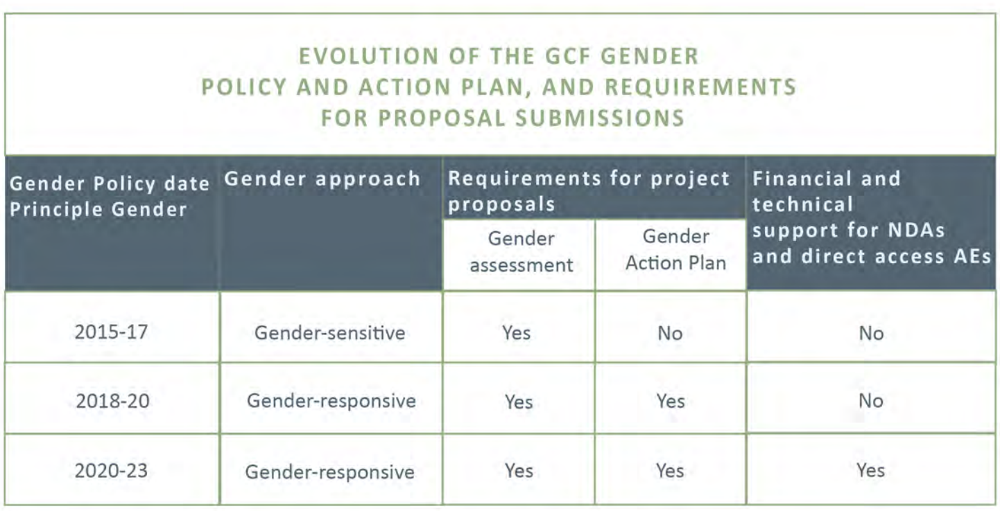 EVOLUTION OF THE GCF GENDER
POLICY AND ACTION PLAN, AND REQUIREMENTS
FOR PROPOSAL SUBMISSIONS
Gender Policy date
Principle Gender
Gender approach
Requirements for project
proposals
Gender
assessment
Gender
Action Plan
Financial and
technical
support for NDAs
and direct access AEs
2015-17 Gender-sensitive Yes No No
2018-20 Gender-responsive Yes Yes No
2020-23 Gender-responsive Yes Yes Yes